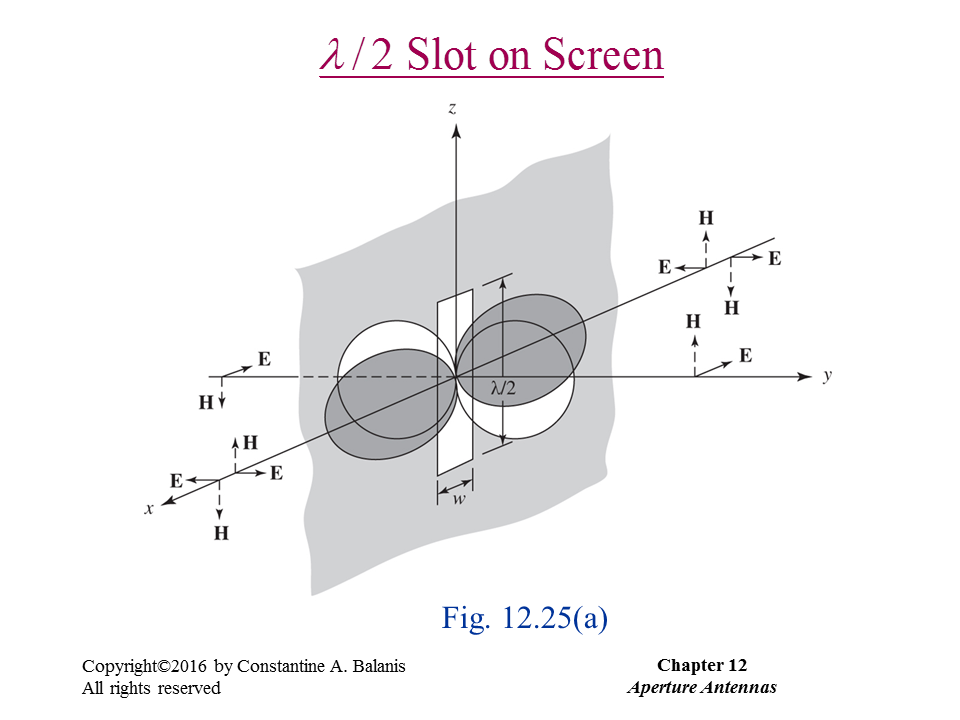 λ / 2 Slot on Screen
z
H
E
E
H
H
E
E
H
y
λ/2
H
E
E
H
x
w
Fig. 12.25(a)
Copyright©2016 by Constantine A. Balanis
All rights reserved
Chapter 12
Aperture Antennas